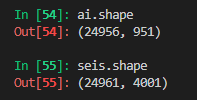 In [54]: ai.shape
Out[54]: (24956, 951)
In [55]: seis.shape
Out[55]: (24961, 4001)